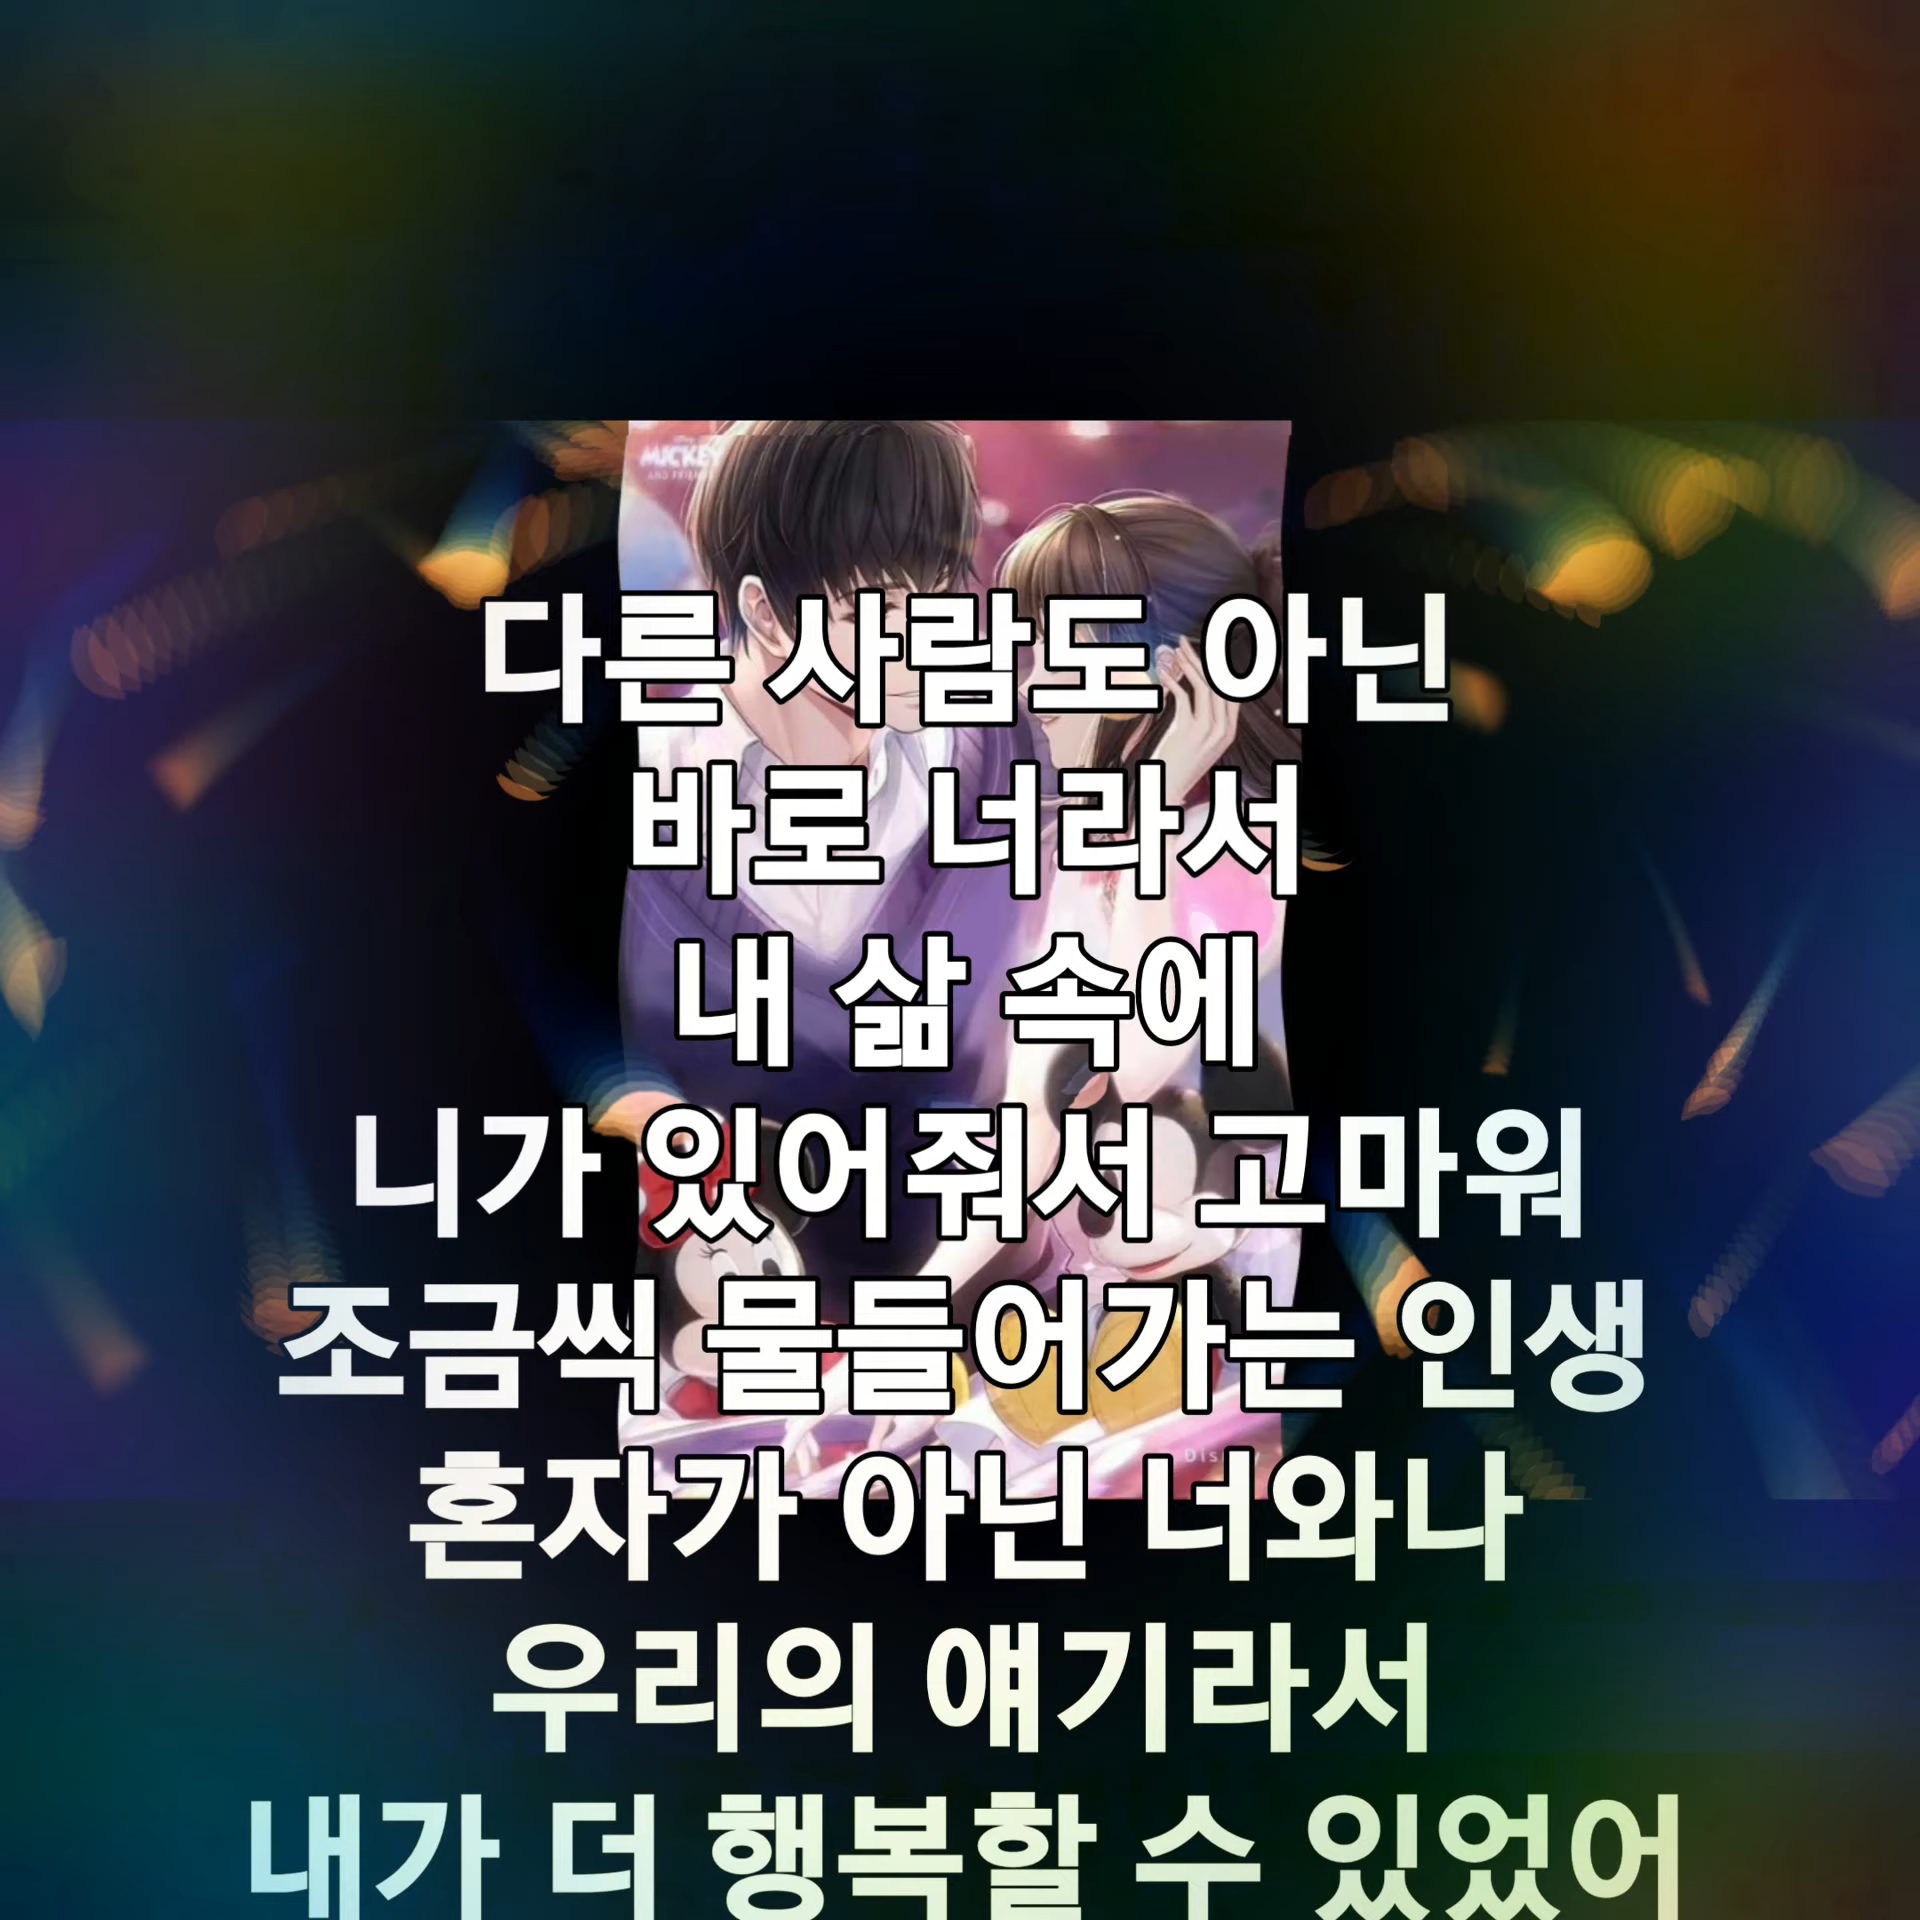 MICKEY
AND FRIEN
다른 사람도 아닌
바로 너라서
내 삶 속에
니가 있어줘서 고마워
조금씩 물들어가는 인생
혼자가 아닌 너와나
우리의 얘기라서
내가 더 행복할 수 있었어